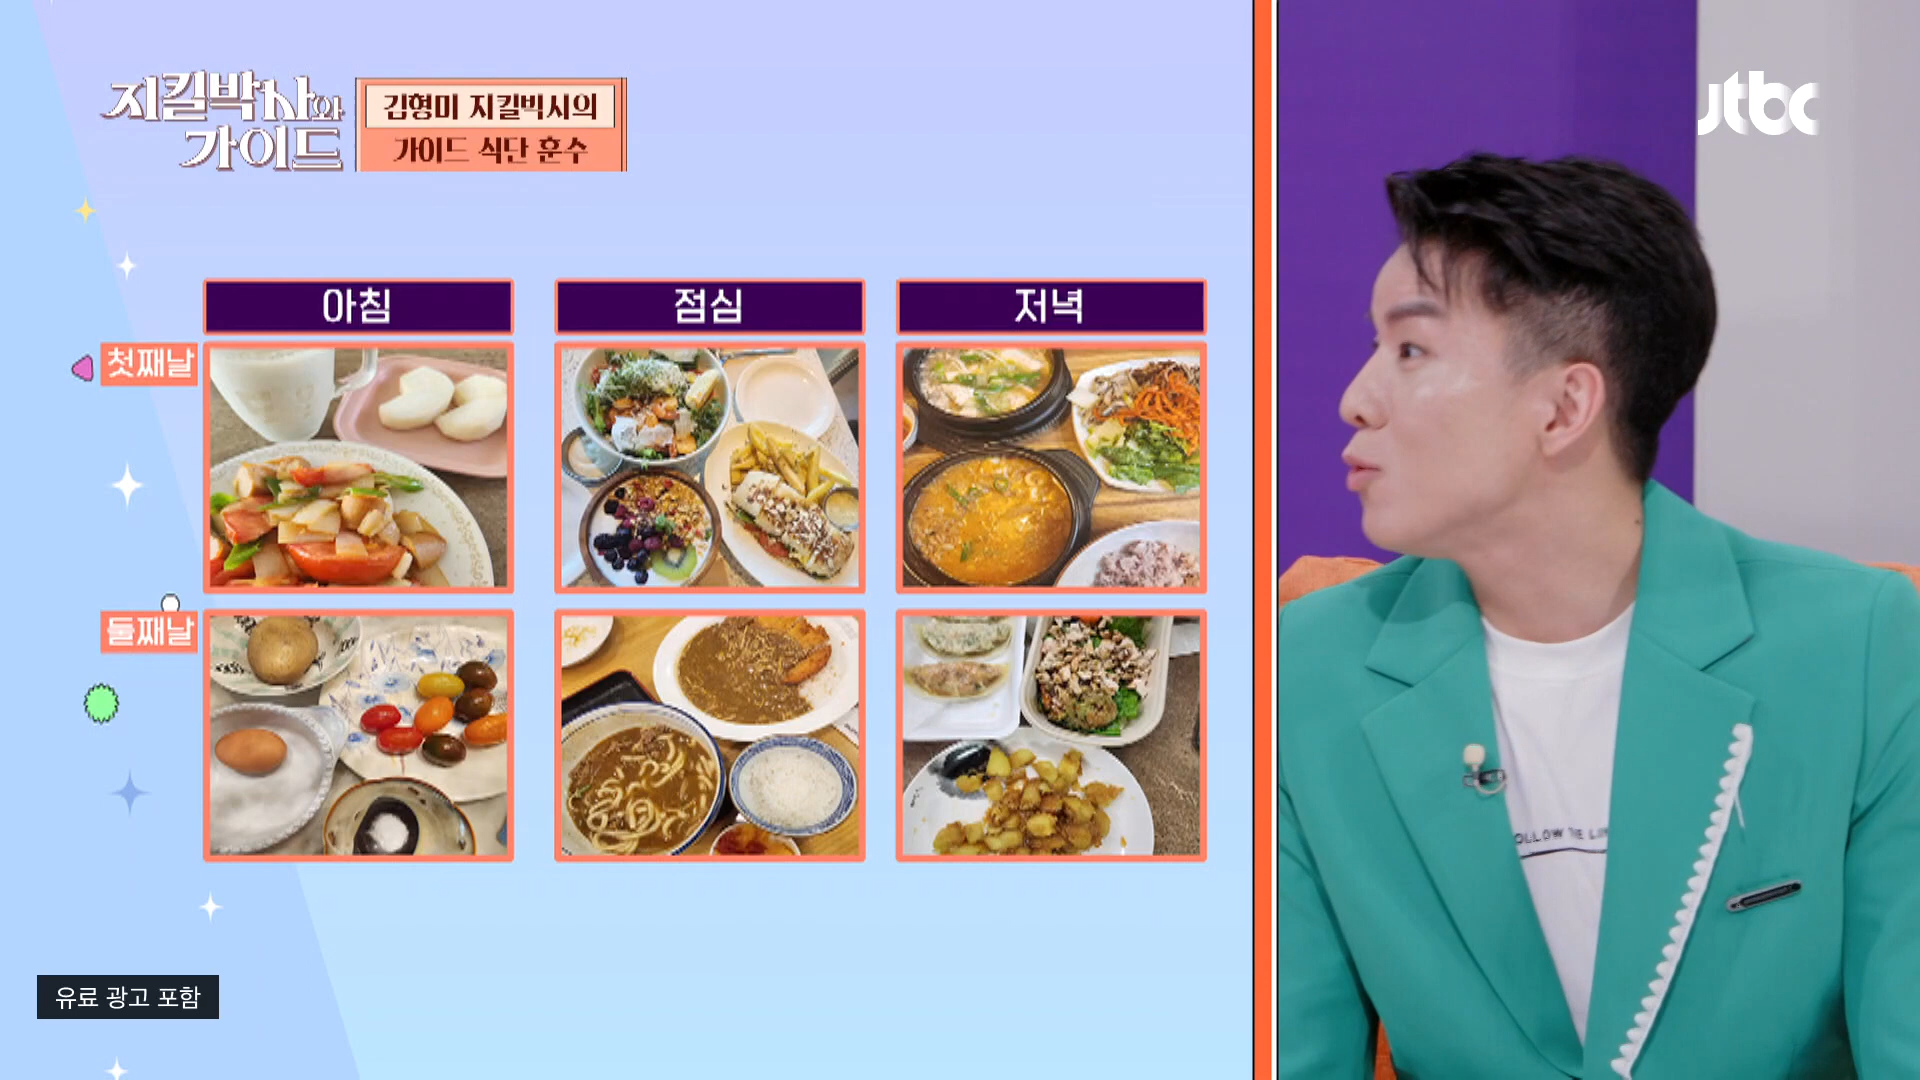 지킬박사와
가이드
김형미 지킬박사의
가이드 식단 훈수
jtbc
아침
점심
저녁
첫째날
둘째날
유료 광고 포함